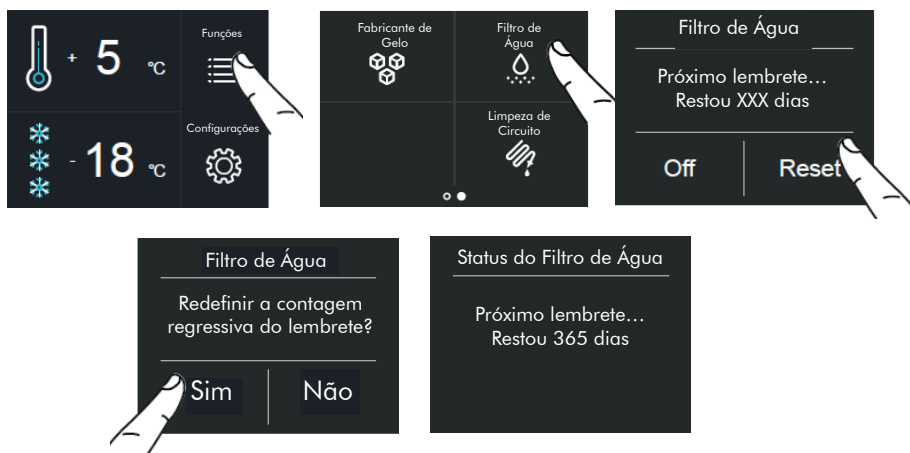 Funções
+ 5 °C
Configurações
- 18 °C
Fabricante de
Gelo
Filtro de
Água
Limpeza de
Circuito
Filtro de Água
Próximo lembrete...
Restou XXX dias
Off
Reset
Filtro de Água
Redefinir a contagem
regressiva do lembrete?
Sim
Não
Status do Filtro de Água
Próximo lembrete...
Restou 365 dias